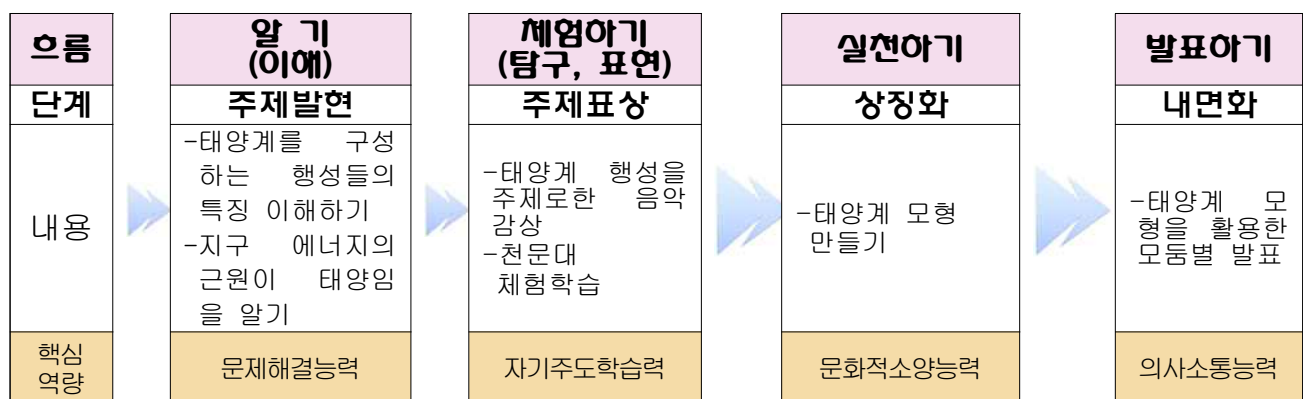 흐름
단계
내용
핵심
역량
알 기
(이해)
주제발현
-태양계를 구성
하는 행성들의
특징 이해하기
-지구 에너지의
근원이 태양임
을 알기
문제해결능력
체험하기
(탐구, 표현)
주제표상
-태양계 행성을
주제로한 음악
감상
-천문대
체험학습
자기주도학습력
실천하기
상징화
-태양계 모형
만들기
문화적소양능력
발표하기
내면화
-태양계 모
형을 활용한
모둠별 발표
의사소통능력